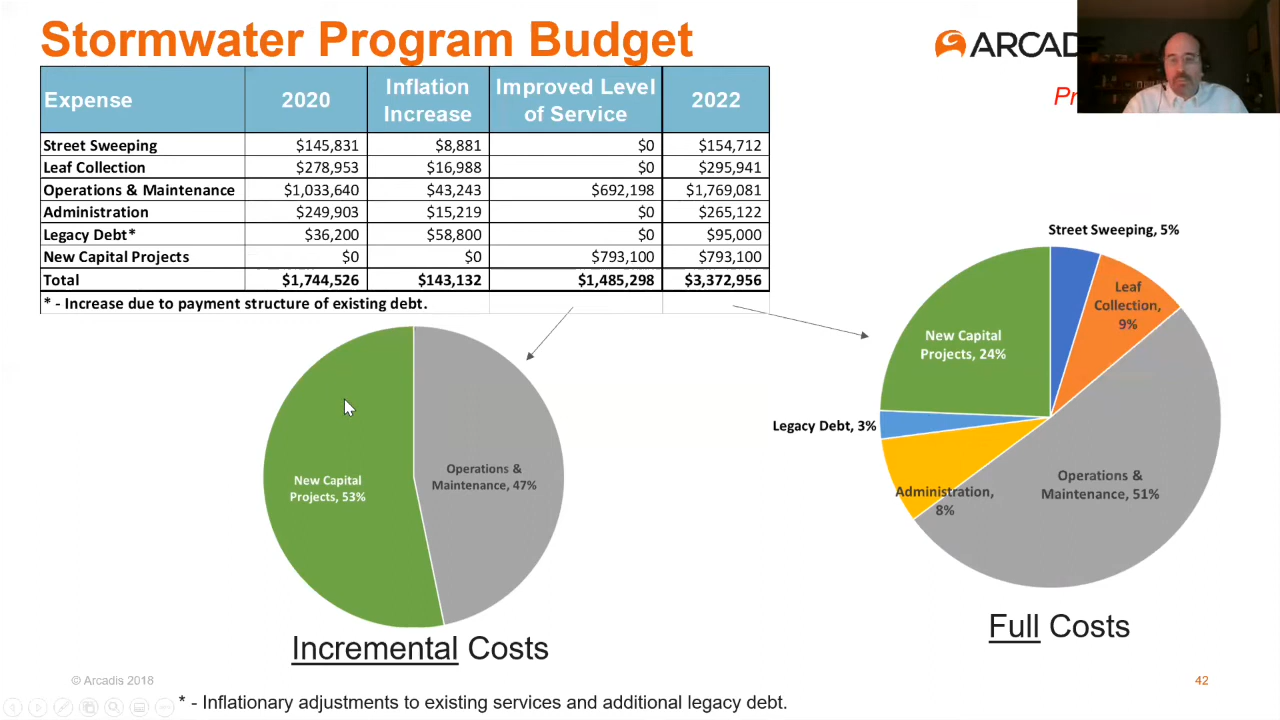 Stormwater Program Budget
ARCAD
Pr
Expense 2020 Inflation Increase Improved Level of Service 2022
Street Sweeping $145,831 $8,881 $0 $154,712
Leaf Collection $278,953 $16,988 $0 $295,941
Operations & Maintenance $1,033,640 $43,243 $692,198 $1,769,081
Administration $249,903 $15,219 $0 $265,122
Legacy Debt* $36,200 $58,800 $0 $95,000
New Capital Projects $0 $0 $793,100 $793,100
Total $1,744,526 $143,132 $1,485,298 $3,372,956
* - Increase due to payment structure of existing debt.
New Capital
Projects, 53%
Operations &
Maintenance, 47%
Incremental Costs
Street Sweeping, 5%
Leaf
Collection,
9%
New Capital
Projects, 24%
Legacy Debt, 3%
Operations &
Maintenance, 51%
Administration,
8%
Full Costs
© Arcadis 2018
42
* - Inflationary adjustments to existing services and additional legacy debt.